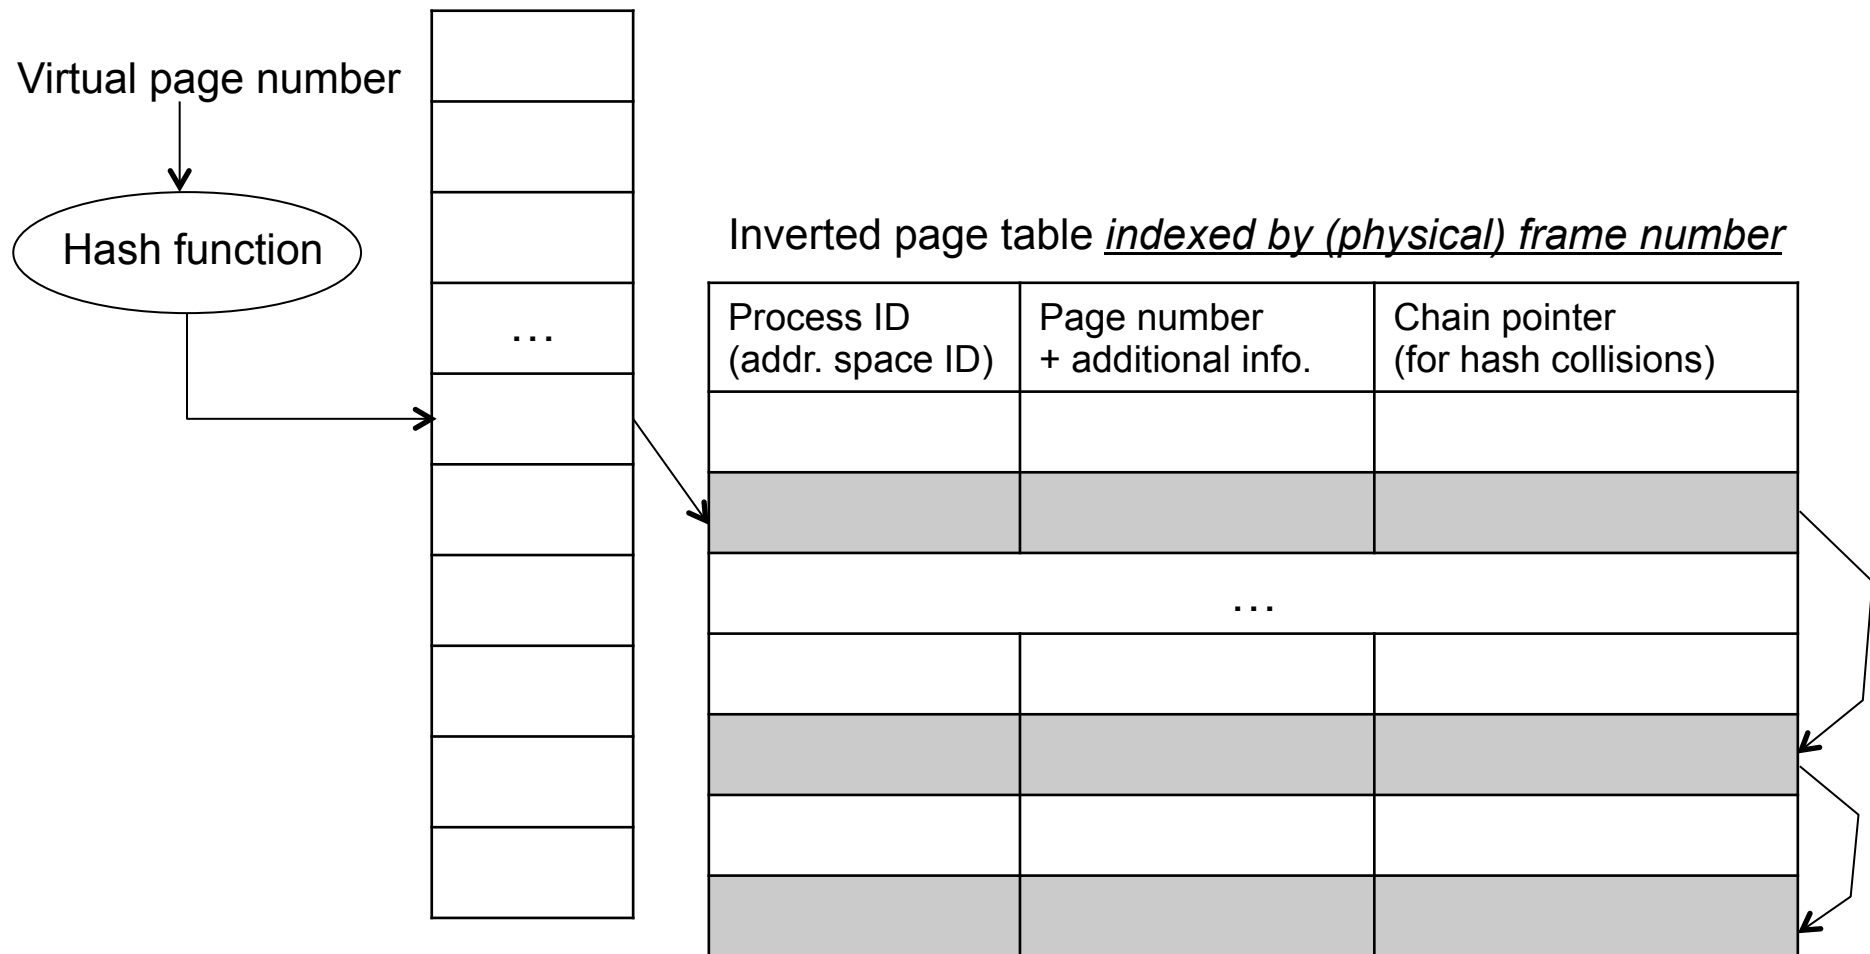 Virtual page number
Hash function
...
Inverted page table indexed by (physical) frame number
Process ID
(addr. space ID)
Page number
+ additional info.
Chain pointer
(for hash collisions)
...